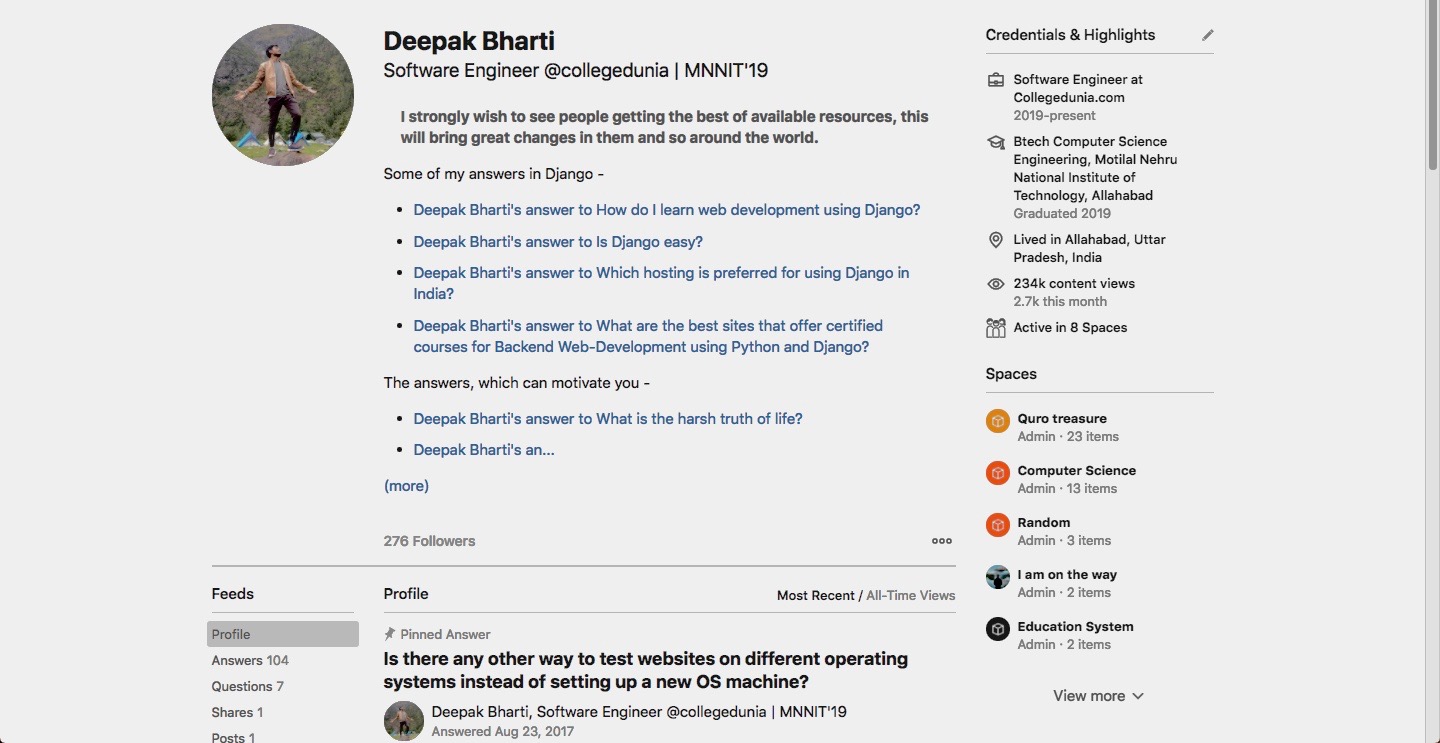 Deepak Bharti
Software Engineer @collegedunia | MNNIT'19
I strongly wish to see people getting the best of available resources, this
will bring great changes in them and so around the world.
Some of my answers in Django -
• Deepak Bharti's answer to How do I learn web development using Django?
• Deepak Bharti's answer to Is Django easy?
• Deepak Bharti's answer to Which hosting is preferred for using Django in
India?
• Deepak Bharti's answer to What are the best sites that offer certified
courses for Backend Web-Development using Python and Django?
The answers, which can motivate you -
• Deepak Bharti's answer to What is the harsh truth of life?
• Deepak Bharti's an...
(more)
276 Followers
Credentials & Highlights
Software Engineer at
Collegedunia.com
2019-present
Btech Computer Science
Engineering, Motilal Nehru
National Institute of
Technology, Allahabad
Graduated 2019
Lived in Allahabad, Uttar
Pradesh, India
234k content views
2.7k this month
Active in 8 Spaces
Spaces
Quro treasure
Admin · 23 items
Computer Science
Admin · 13 items
Random
Admin · 3 items
I am on the way
Admin · 2 items
Education System
Admin · 2 items
View more
Feeds
Profile
Answers 104
Questions 7
Shares 1
Posts 1
Profile
Most Recent / All-Time Views
Pinned Answer
Is there any other way to test websites on different operating
systems instead of setting up a new OS machine?
Deepak Bharti, Software Engineer @collegedunia | MNNIT'19
Answered Aug 23, 2017